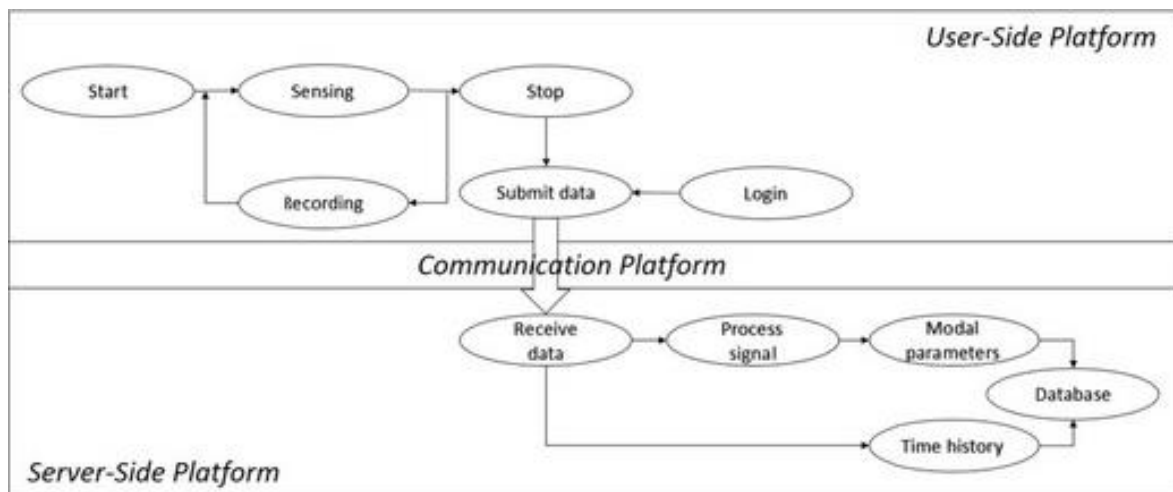 User-Side Platform
Start
Sensing
Stop
Recording
Submit data
Login
Communication Platform
Receive
data
Process
signal
Modal
parameters
Database
Time history
Server-Side Platform